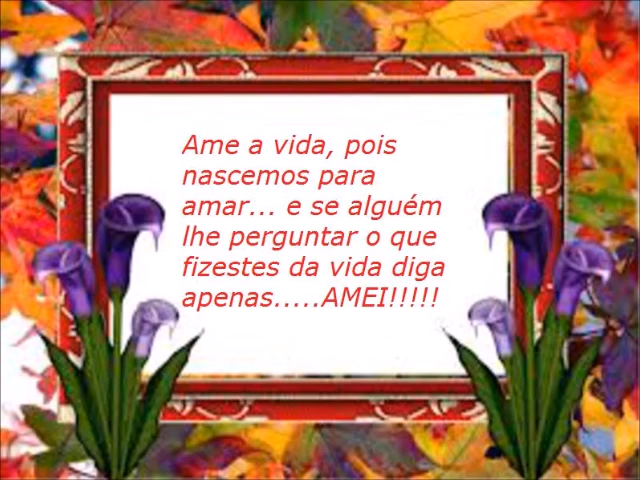 Ame a vida, pois
nascemos para
amar... e se alguém
lhe perguntar o que
fizestes da vida diga
apenas.....AMEI!!!!!